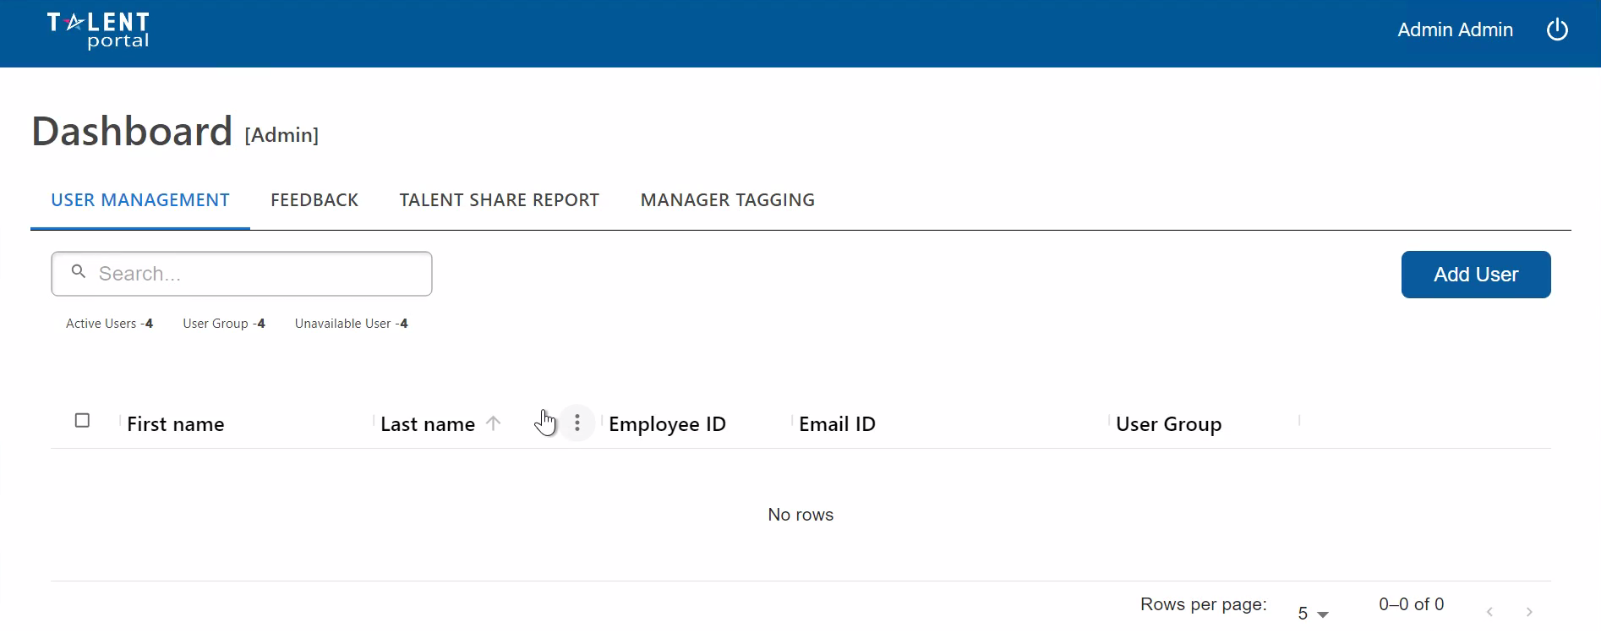 TALENT
portal
Admin Admin
Dashboard [Admin]
USER MANAGEMENT FEEDBACK TALENT SHARE REPORT MANAGER TAGGING
Search...
Add User
Active Users -4 User Group -4 Unavailable User -4
First name Last name Employee ID Email ID User Group
No rows
Rows per page: 5 0–0 of 0